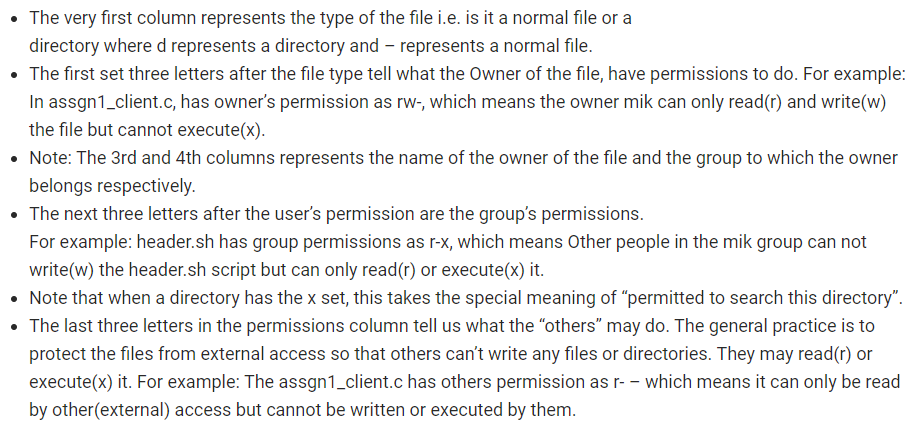 • The very first column represents the type of the file i.e. is it a normal file or a
directory where d represents a directory and – represents a normal file.
• The first set three letters after the file type tell what the Owner of the file, have permissions to do. For example:
In assgn1_client.c, has owner’s permission as rw-, which means the owner mik can only read(r) and write(w)
the file but cannot execute(x).
• Note: The 3rd and 4th columns represents the name of the owner of the file and the group to which the owner
belongs respectively.
• The next three letters after the user’s permission are the group’s permissions.
For example: header.sh has group permissions as r-x, which means Other people in the mik group can not
write(w) the header.sh script but can only read(r) or execute(x) it.
• Note that when a directory has the x set, this takes the special meaning of “permitted to search this directory”.
• The last three letters in the permissions column tell us what the “others” may do. The general practice is to
protect the files from external access so that others can’t write any files or directories. They may read(r) or
execute(x) it. For example: The assgn1_client.c has others permission as r- – which means it can only be read
by other(external) access but cannot be written or executed by them.